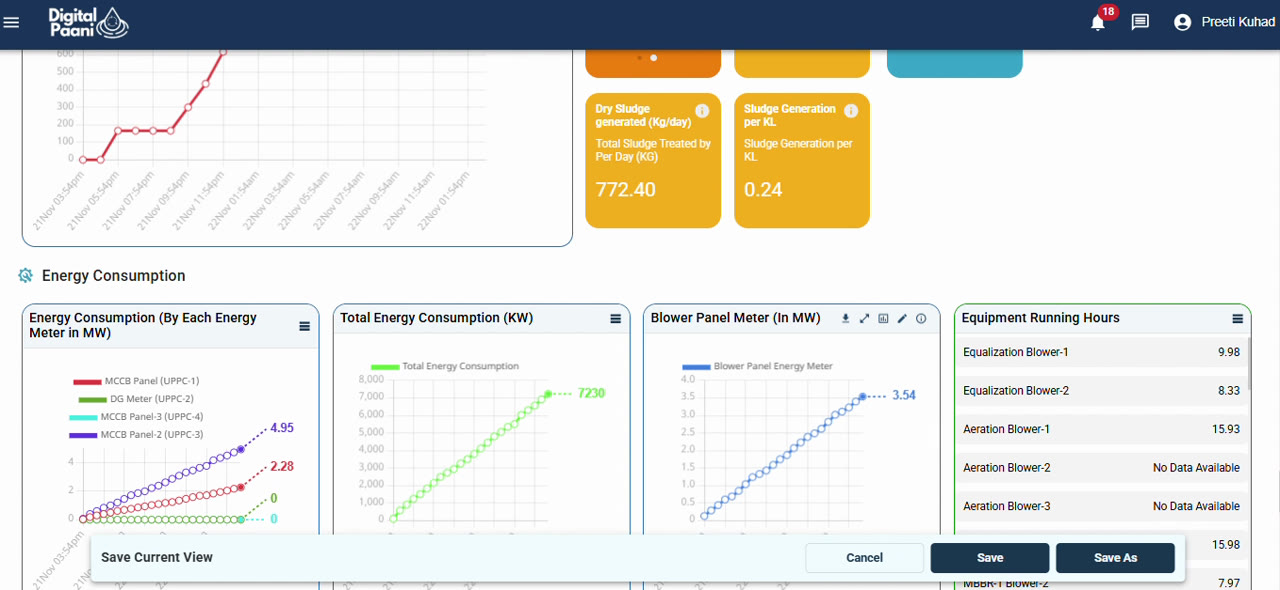 Digital
Paani
18
Preeti Kuhad
600
500
400
300
200
100
0
21Nov 03:54pm
21Nov 05:54pm
21Nov 07:54pm
21Nov 09:54pm
21Nov 11:54pm
22Nov 01:54am
22Nov 03:54am
22Nov 05:54am
22Nov 07:54am
22Nov 09:54am
22Nov 11:54am
22Nov 01:54pm
Dry Sludge
generated (Kg/day)
Total Sludge Treated by
Per Day (KG)
772.40
Sludge Generation
per KL
Sludge Generation per
KL
0.24
Energy Consumption
Energy Consumption (By Each Energy
Meter in MW)
MCCB Panel (UPPC-1)
DG Meter (UPPC-2)
MCCB Panel-3 (UPPC-4)
MCCB Panel-2 (UPPC-3)
4.95
2.28
0
0
4
2
0
21Nov 03:54pm
Total Energy Consumption (KW)
Total Energy Consumption
8,000
7,000
6,000
5,000
4,000
3,000
2,000
1,000
0
7230
Blower Panel Meter (In MW)
Blower Panel Energy Meter
4.0
3.5
3.0
2.5
2.0
1.5
1.0
0.5
0
3.54
Equipment Running Hours
Equalization Blower-1 9.98
Equalization Blower-2 8.33
Aeration Blower-1 15.93
Aeration Blower-2 No Data Available
Aeration Blower-3 No Data Available
15.98
MBBR-1 Blower-2 7.97
Save Current View
Cancel
Save
Save As